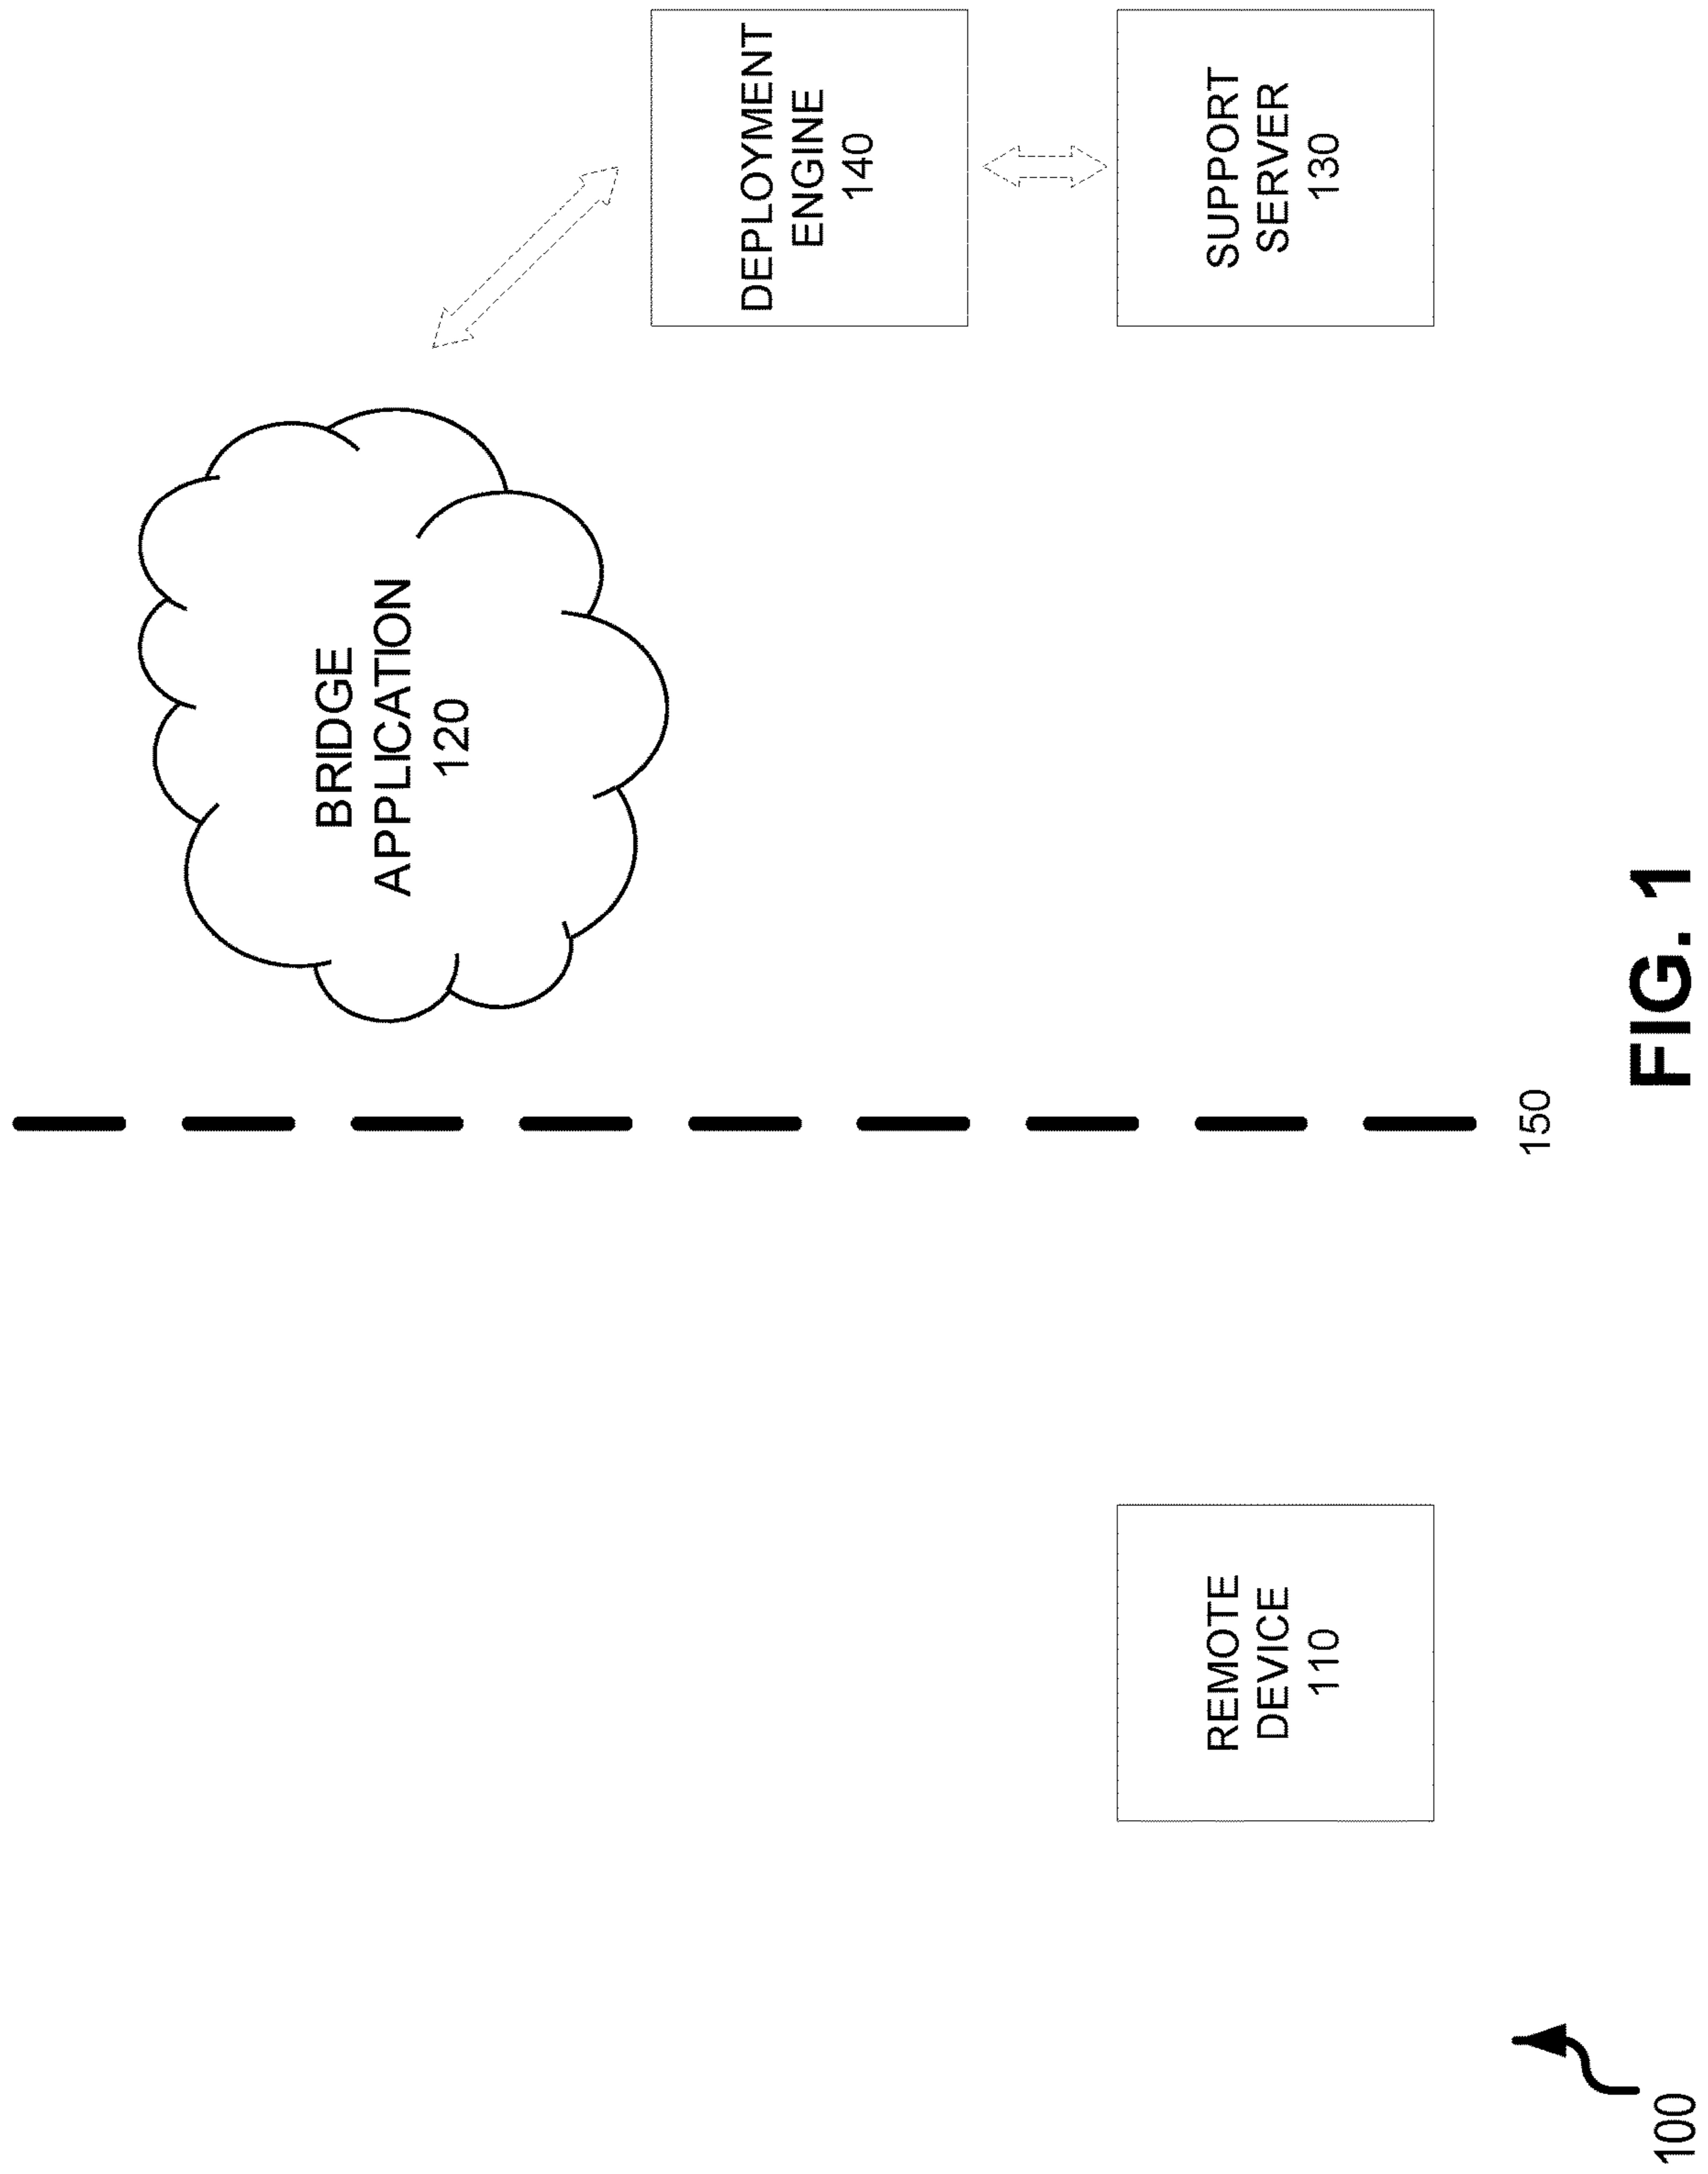 BRIDGE
APPLICATION
120
DEPLOYMENT
ENGINE
140
REMOTE
DEVICE
110
SUPPORT
SERVER
130
150
100
FIG. 1